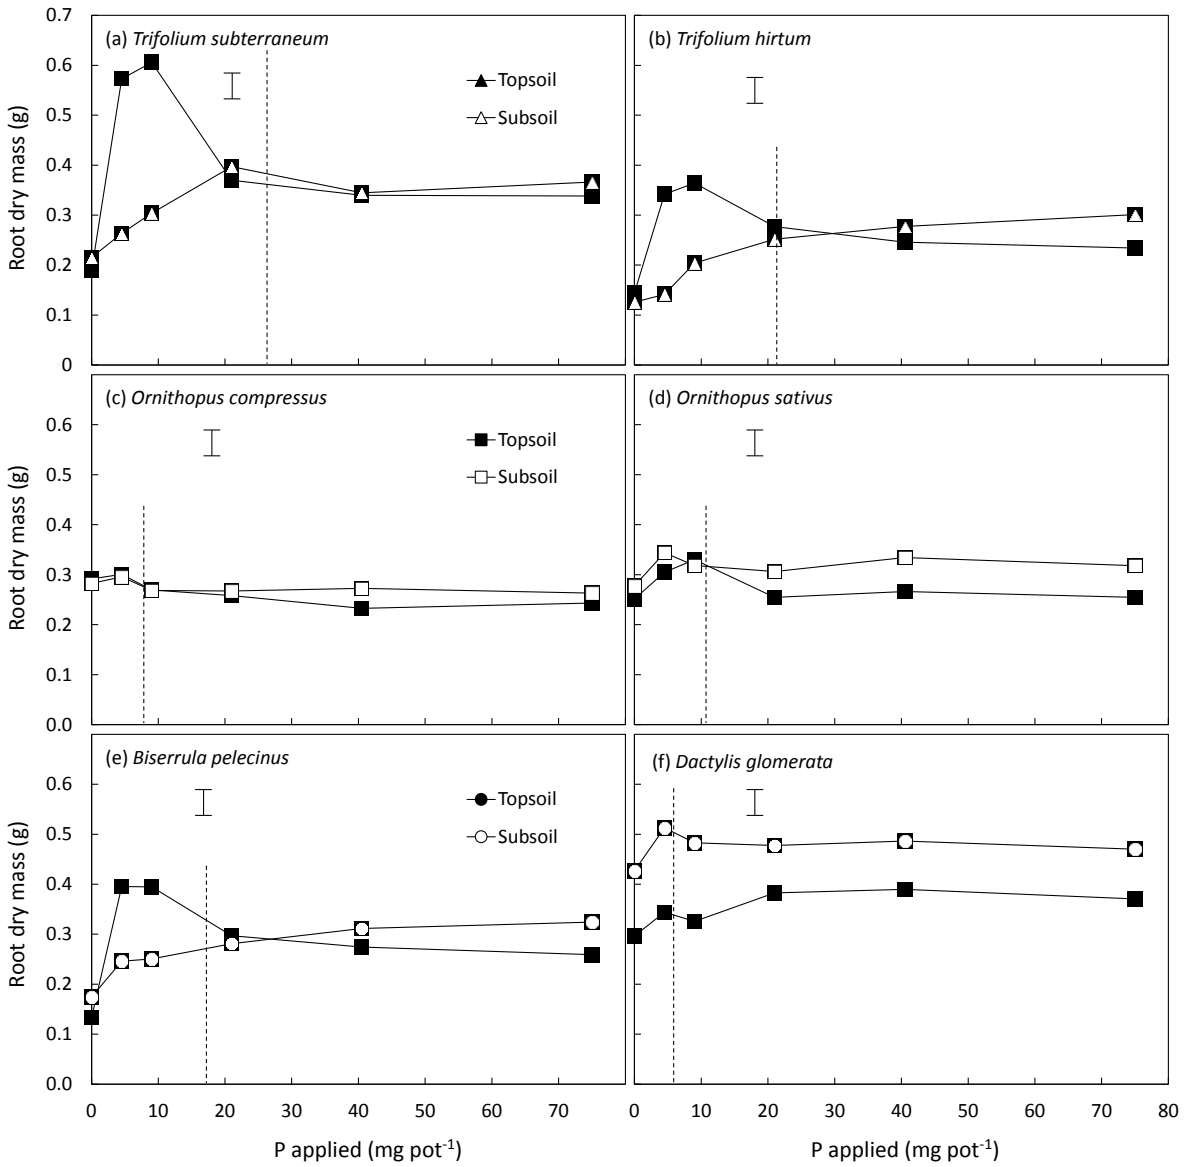 0.7
0.6
0.5
0.4
0.3
0.2
0.1
0
Root dry mass (g)
(a) Trifolium subterraneum
Topsoil
Subsoil
(b) Trifolium hirtum
0.6
0.5
0.4
0.3
0.2
0.1
0.0
Root dry mass (g)
(c) Ornithopus compressus
Topsoil
Subsoil
(d) Ornithopus sativus
0.6
0.5
0.4
0.3
0.2
0.1
0.0
Root dry mass (g)
(e) Biserrula pelecinus
Topsoil
Subsoil
(f) Dactylis glomerata
0 10 20 30 40 50 60 70
0 10 20 30 40 50 60 70 80
P applied (mg pot⁻¹)
P applied (mg pot⁻¹)